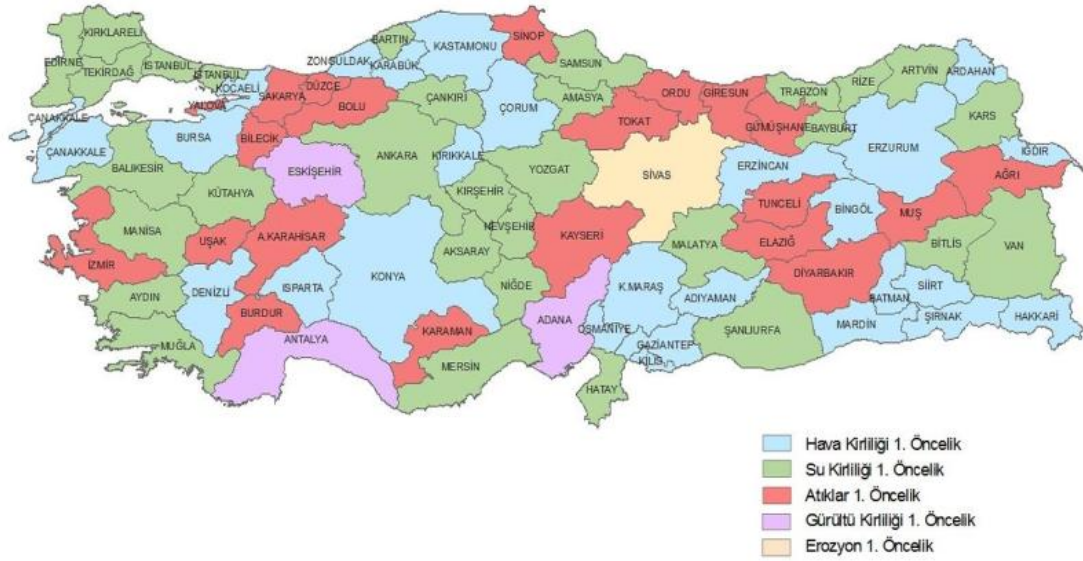 KIRKLARELİ
EDİRNE
TEKİRDAĞ
İSTANBUL
İSTANBUL
KOCAELİ
YALOVA
SAKARYA
DÜZCE
BOLU
ZONGULDAK
BARTIN
KARABÜK
KASTAMONU
SİNOP
SAMSUN
ÇANKIRI
ÇORUM
AMASYA
TOKAT
ORDU
GİRESUN
GÜMÜŞHANE
TRABZON
BAYBURT
RİZE
ARTVİN
ARDAHAN
KARS
IĞDIR
AĞRI
ERZURUM
ERZİNCAN
ÇANAKKALE
ÇANAKKALE
BURSA
BİLECİK
BALIKESİR
KÜTAHYA
ESKİŞEHİR
ANKARA
KIRIKKALE
KIRŞEHİR
YOZGAT
SİVAS
TUNCELİ
BİNGÖL
MUŞ
BİTLİS
VAN
MANİSA
UŞAK
A.KARAHİSAR
KONYA
AKSARAY
NEVŞEHİR
KAYSERİ
MALATYA
ELAZIĞ
DİYARBAKIR
İZMİR
AYDIN
DENİZLİ
ISPARTA
BURDUR
NİĞDE
ADANA
K.MARAŞ
ADIYAMAN
BATMAN
SİİRT
ŞIRNAK
HAKKARİ
MARDİN
ŞANLIURFA
MUĞLA
ANTALYA
KARAMAN
MERSİN
OSMANİYE
GAZİANTEP
KİLİS
HATAY
Hava Kirliliği 1. Öncelik
Su Kirliliği 1. Öncelik
Atıklar 1. Öncelik
Gürültü Kirliliği 1. Öncelik
Erozyon 1. Öncelik